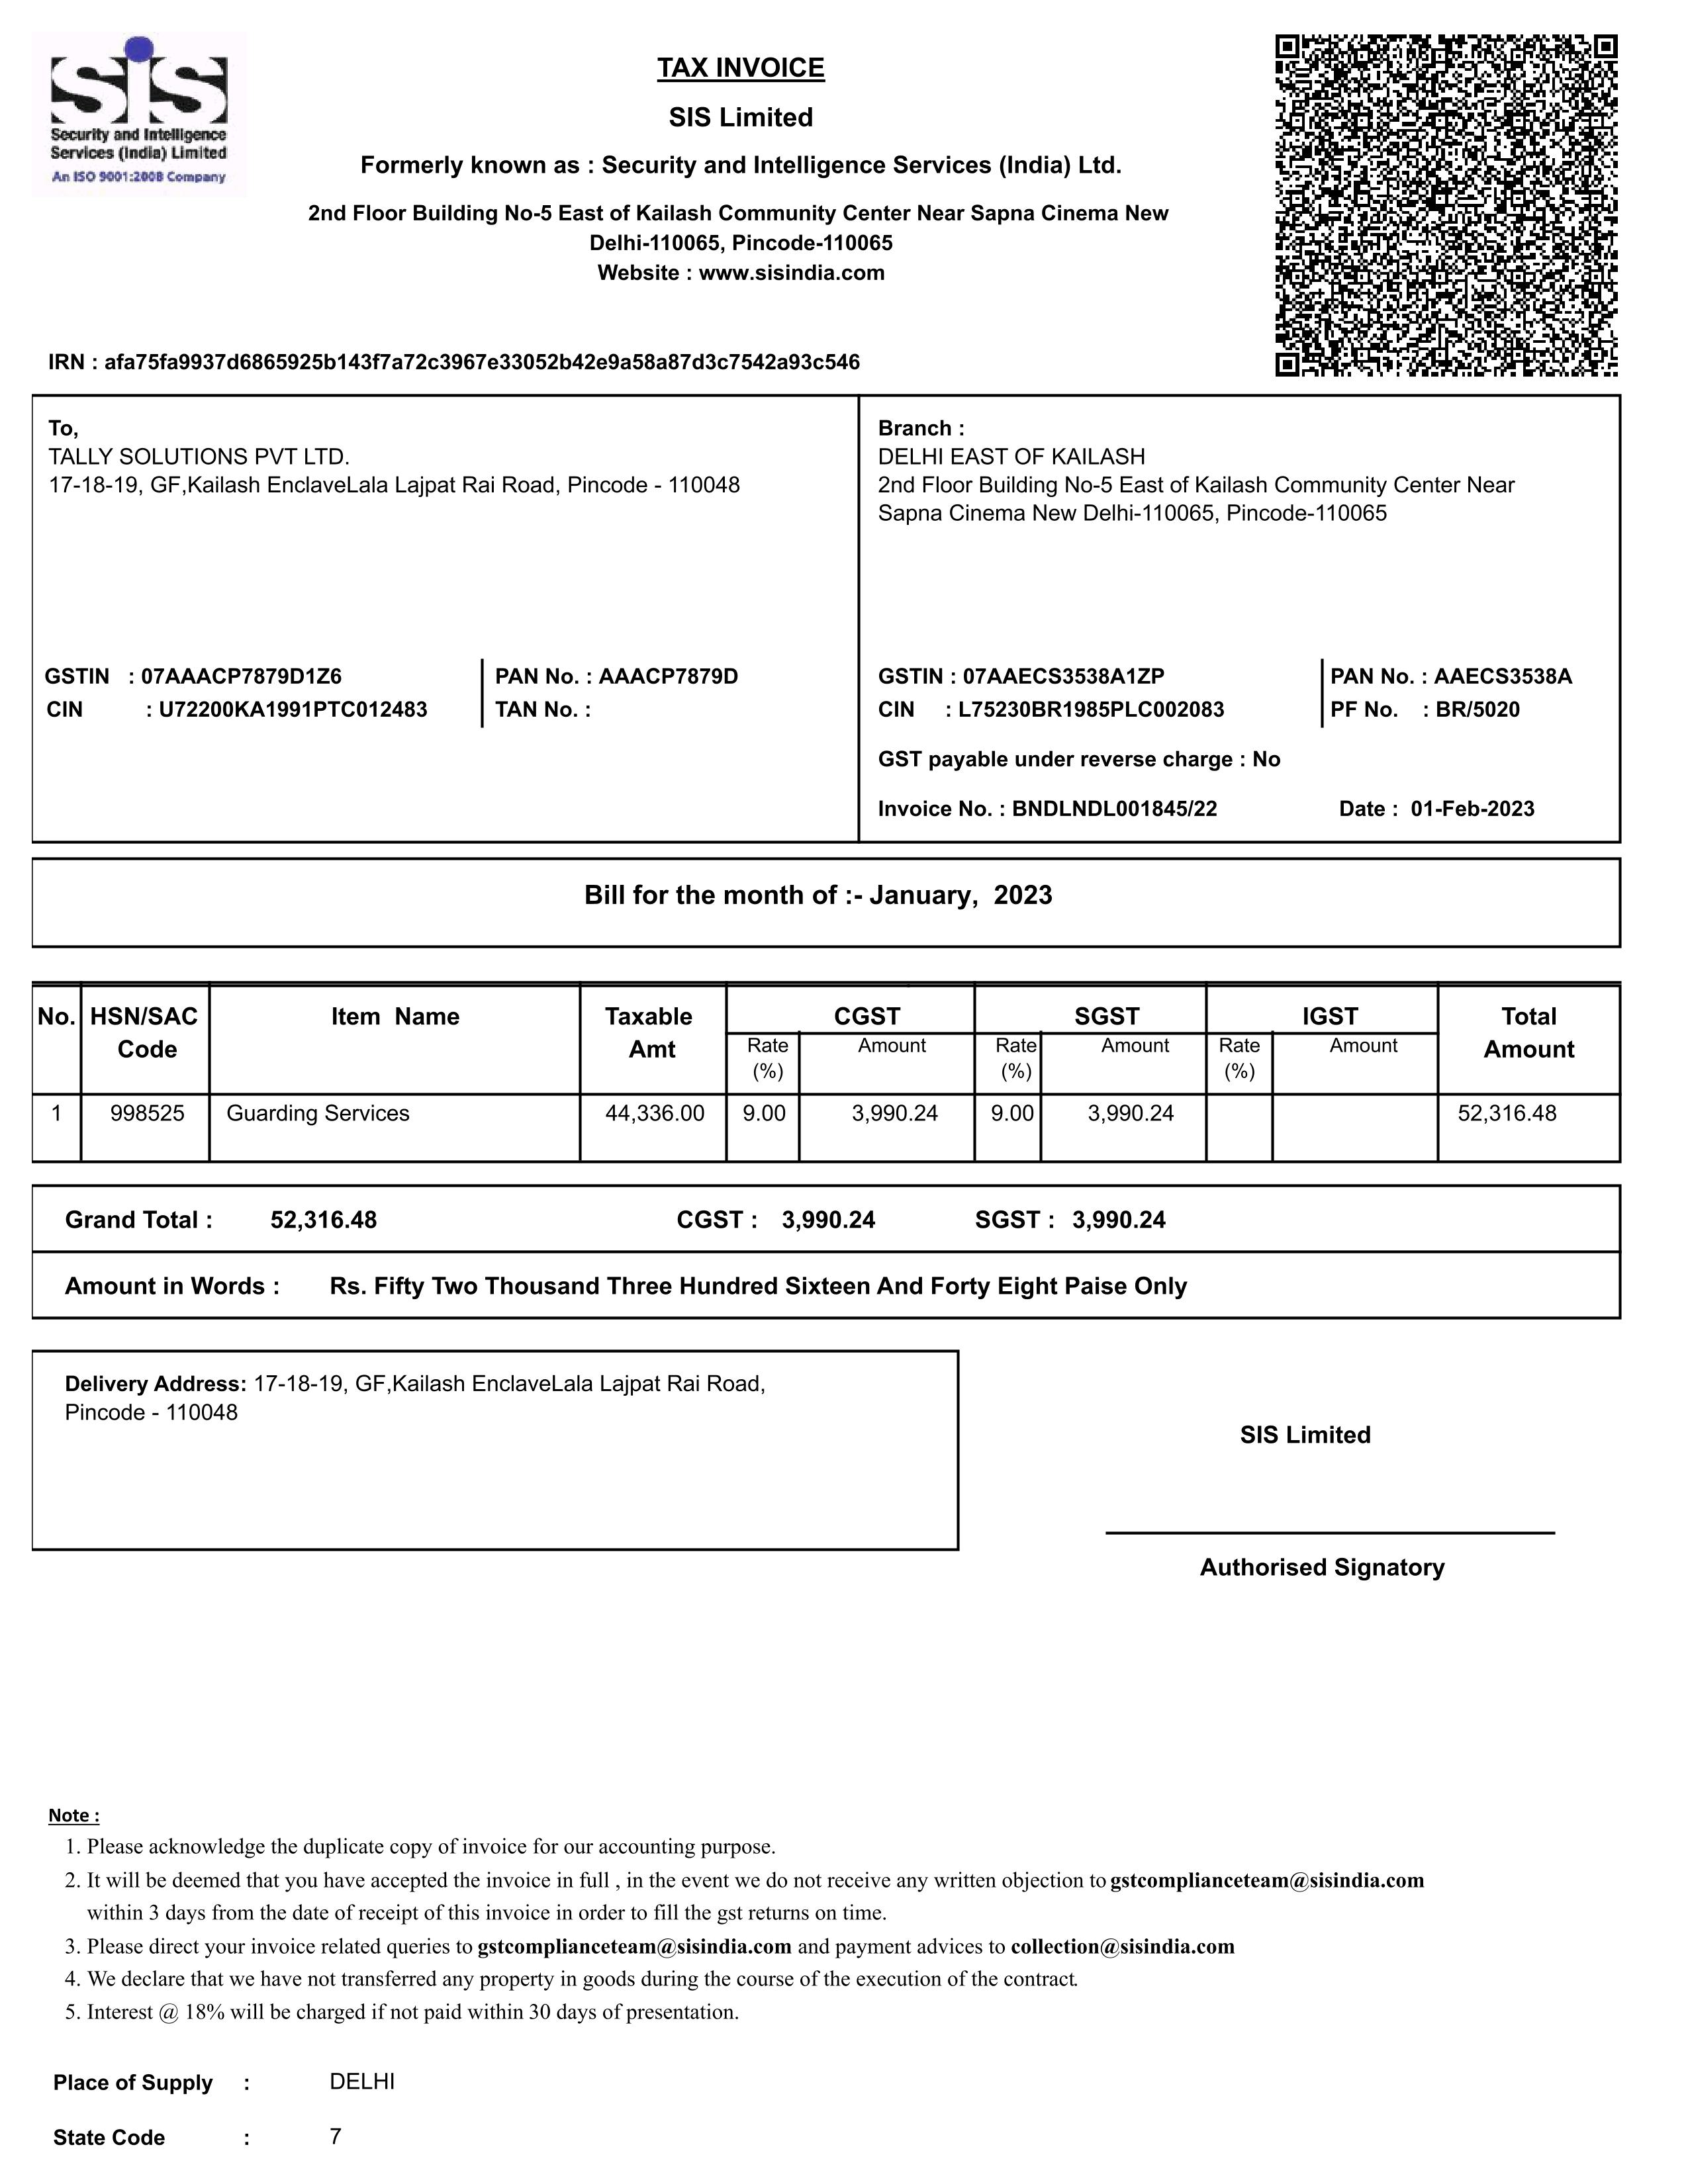 sis
Security and Intelligence
Services (India) Limited
An ISO 9001:2008 Company
TAX INVOICE
SIS Limited
Formerly known as : Security and Intelligence Services (India) Ltd.
2nd Floor Building No-5 East of Kailash Community Center Near Sapna Cinema New
Delhi-110065, Pincode-110065
Website : www.sisindia.com
IRN : afa75fa9937d6865925b143f7a72c3967e33052b42e9a58a87d3c7542a93c546
To,
TALLY SOLUTIONS PVT LTD.
17-18-19, GF,Kailash EnclaveLala Lajpat Rai Road, Pincode - 110048
GSTIN : 07AAACP7879D1Z6 PAN No. : AAACP7879D
CIN : U72200KA1991PTC012483 TAN No. :
Branch :
DELHI EAST OF KAILASH
2nd Floor Building No-5 East of Kailash Community Center Near
Sapna Cinema New Delhi-110065, Pincode-110065
GSTIN : 07AAECS3538A1ZP PAN No. : AAECS3538A
CIN : L75230BR1985PLC002083 PF No. : BR/5020
GST payable under reverse charge : No
Invoice No. : BNDLNDL001845/22 Date : 01-Feb-2023
Bill for the month of :- January, 2023
No. HSN/SAC Item Name Taxable CGST SGST IGST Total
Code Amt Rate Amount Rate Amount Rate Amount Amount
(%) (%) (%)
1 998525 Guarding Services 44,336.00 9.00 3,990.24 9.00 3,990.24 52,316.48
Grand Total : 52,316.48 CGST : 3,990.24 SGST : 3,990.24
Amount in Words : Rs. Fifty Two Thousand Three Hundred Sixteen And Forty Eight Paise Only
Delivery Address: 17-18-19, GF,Kailash EnclaveLala Lajpat Rai Road,
Pincode - 110048
SIS Limited
Authorised Signatory
Note :
1. Please acknowledge the duplicate copy of invoice for our accounting purpose.
2. It will be deemed that you have accepted the invoice in full , in the event we do not receive any written objection to gstcomplianceteam@sisindia.com
within 3 days from the date of receipt of this invoice in order to fill the gst returns on time.
3. Please direct your invoice related queries to gstcomplianceteam@sisindia.com and payment advices to collection@sisindia.com
4. We declare that we have not transferred any property in goods during the course of the execution of the contract.
5. Interest @ 18% will be charged if not paid within 30 days of presentation.
Place of Supply : DELHI
State Code : 7